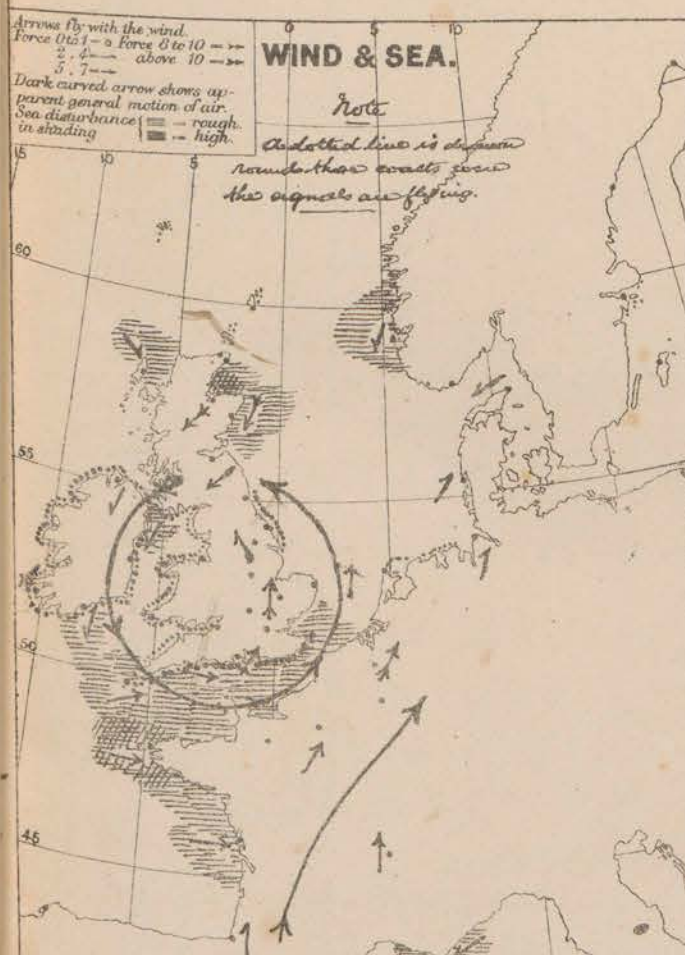 Arrows fly with the wind.
Force 0 to 1 Force 8 to 10
2 . 4 above 10
5 . 7
Dark curved arrow shows ap-
parent general motion of air.
Sea disturbance rough.
in shading high.
0 5 10
WIND & SEA.
Note
A dotted line is drawn
round those coasts where
the signals are flying.
15 10 5
60
55
50
45